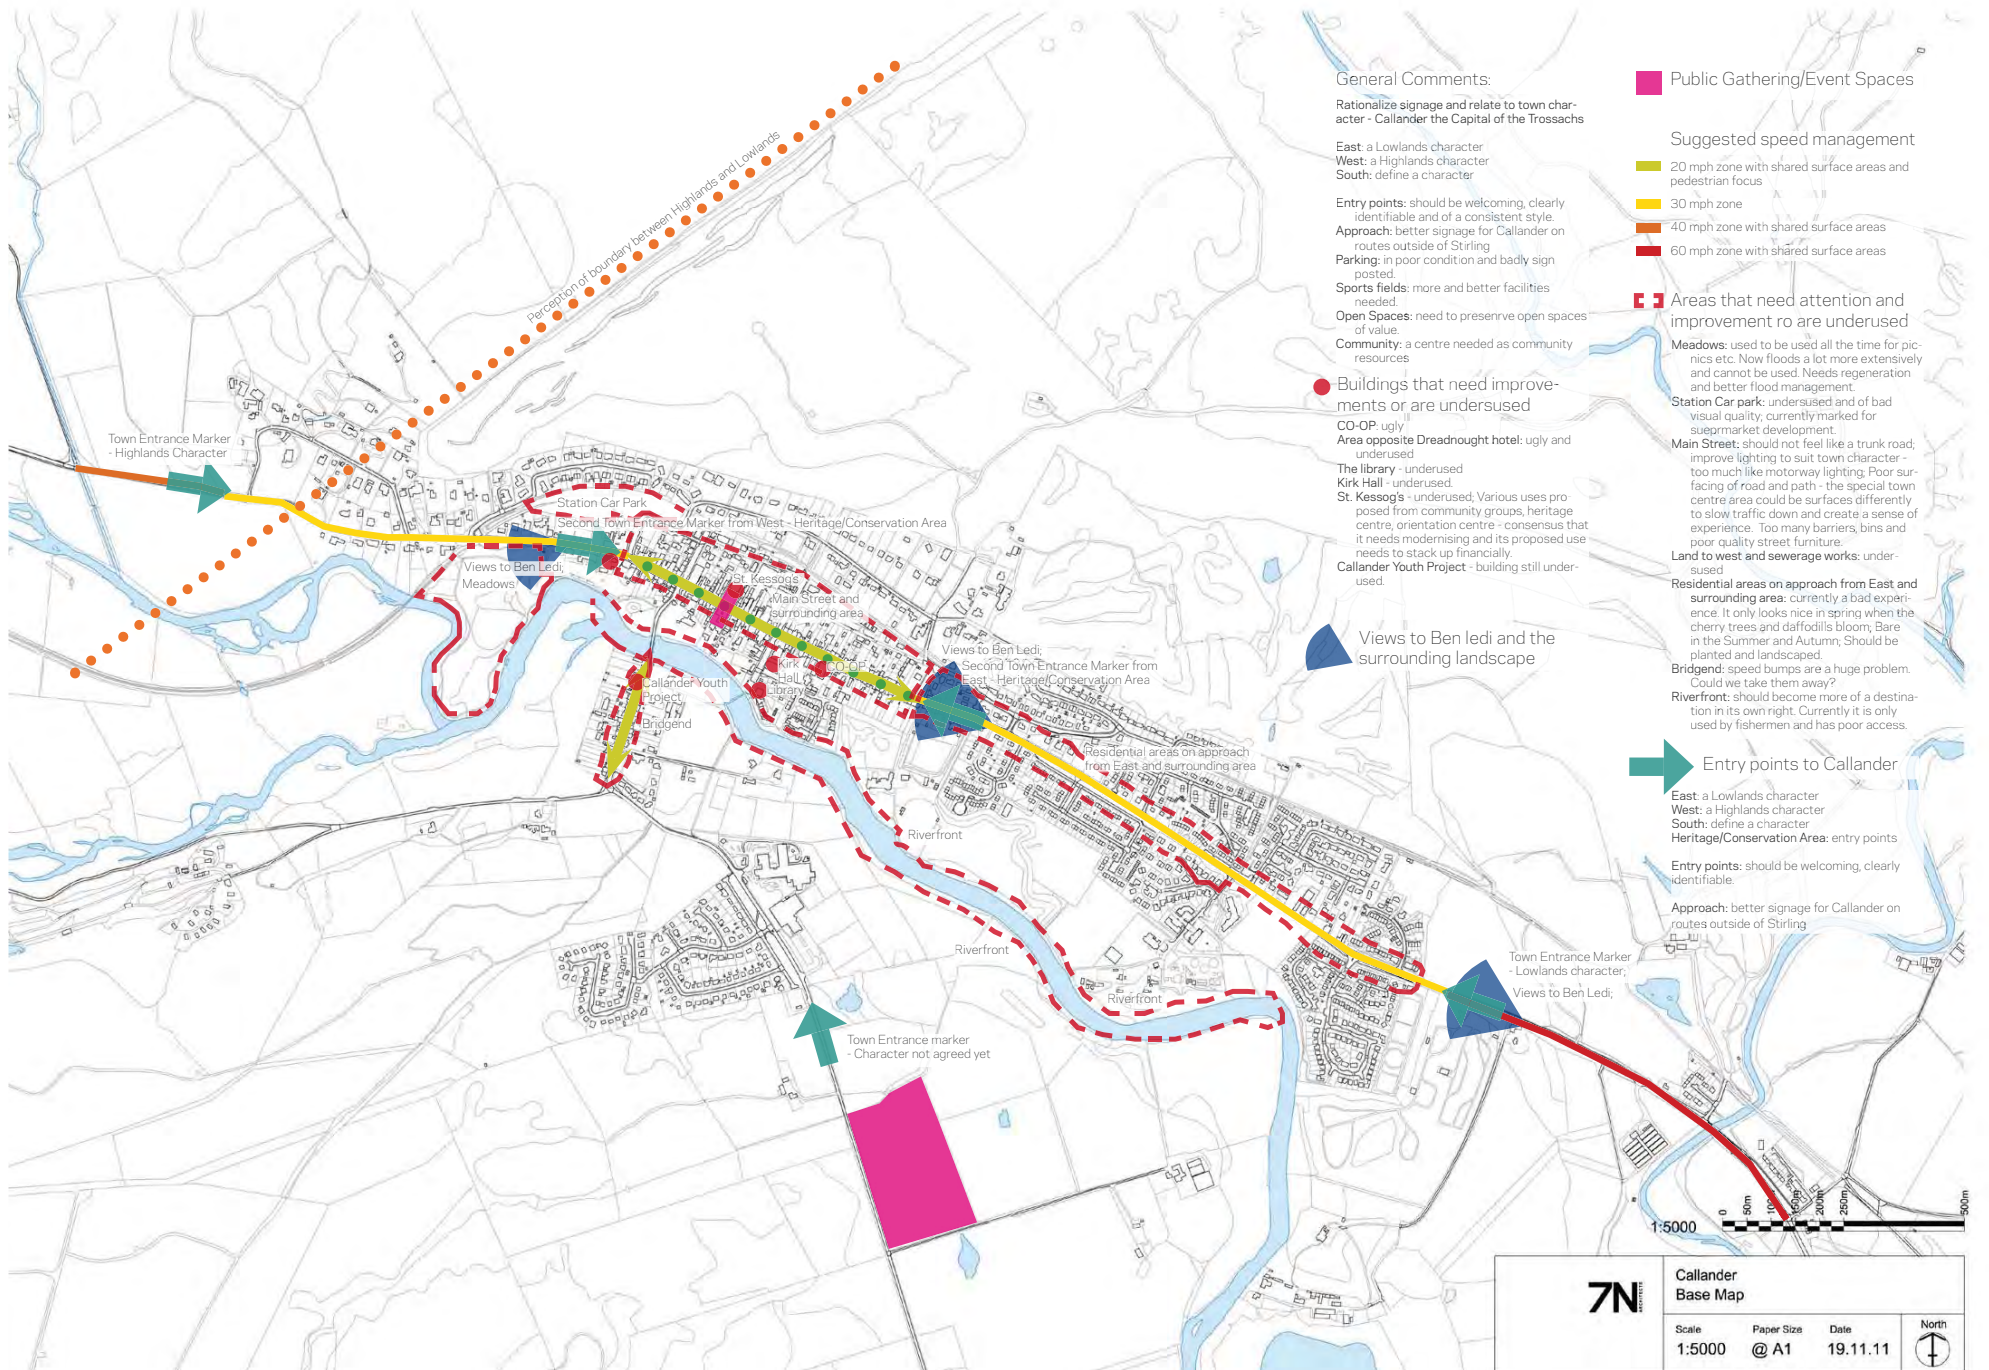 General Comments:
Rationalize signage and relate to town char-
acter - Callander the Capital of the Trossachs
East: a Lowlands character
West: a Highlands character
South: define a character
Entry points: should be welcoming, clearly
identifiable and of a consistent style.
Approach: better signage for Callander on
routes outside of Stirling
Parking: in poor condition and badly sign
posted.
Sports fields: more and better facilities
needed.
Open Spaces: need to presenrve open spaces
of value.
Community: a centre needed as community
resources
Buildings that need improve-
ments or are undersused
CO-OP: ugly
Area opposite Dreadnought hotel: ugly and
underused
The library - underused
Kirk Hall - underused.
St. Kessog's - underused; Various uses pro
posed from community groups, heritage
centre, orientation centre - consensus that
it needs modernising and its proposed use
needs to stack up financially.
Callander Youth Project - building still under-
used.
Views to Ben ledi and the
surrounding landscape
Public Gathering/Event Spaces
Suggested speed management
20 mph zone with shared surface areas and
pedestrian focus
30 mph zone
40 mph zone with shared surface areas
60 mph zone with shared surface areas
Areas that need attention and
improvement ro are underused
Meadows: used to be used all the time for pic-
nics etc. Now floods a lot more extensively
and cannot be used. Needs regeneration
and better flood management.
Station Car park: undersused and of bad
visual quality; currently marked for
sueprmarket development.
Main Street: should not feel like a trunk road;
improve lighting to suit town character -
too much like motorway lighting; Poor sur-
facing of road and path - the special town
centre area could be surfaces differently
to slow traffic down and create a sense of
experience. Too many barriers, bins and
poor quality street furniture.
Land to west and sewerage works: under-
sused
Residential areas on approach from East and
surrounding area: currently a bad experi-
ence. It only looks nice in spring when the
cherry trees and daffodills bloom; Bare
in the Summer and Autumn; Should be
planted and landscaped.
Bridgend: speed bumps are a huge problem.
Could we take them away?
Riverfront: should become more of a destina-
tion in its own right. Currently it is only
used by fishermen and has poor access.
Entry points to Callander
East: a Lowlands character
West: a Highlands character
South: define a character
Heritage/Conservation Area: entry points
Entry points: should be welcoming, clearly
identifiable.
Approach: better signage for Callander on
routes outside of Stirling
Perception of boundary between Highlands and Lowlands
Town Entrance Marker
- Highlands Character
Station Car Park
Second Town Entrance Marker from West - Heritage/Conservation Area
Views to Ben Ledi;
Meadows
St. Kessog's
Main Street and
surrounding area
Kirk
Hall
CO-OP
Library
Callander Youth
Project
Bridgend
Views to Ben Ledi;
Second Town Entrance Marker from
East - Heritage/Conservation Area
Residential areas on approach
from East and surrounding area
Riverfront
Riverfront
Riverfront
Town Entrance Marker
- Lowlands character;
Views to Ben Ledi;
Town Entrance marker
- Character not agreed yet
1:5000
0
50m
100m
150m
200m
250m
500m
7N ARCHITECTS
Callander
Base Map
Scale
1:5000
Paper Size
@ A1
Date
19.11.11
North